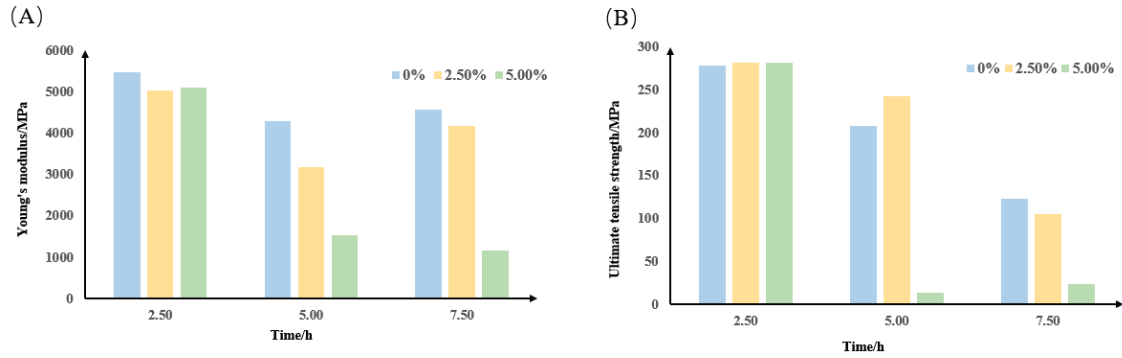 (A)
Young's modulus/MPa
6000
5000
4000
3000
2000
1000
0
0% 2.50% 5.00%
2.50 5.00 7.50
Time/h
(B)
Ultimate tensile strength/MPa
300
250
200
150
100
50
0
0% 2.50% 5.00%
2.50 5.00 7.50
Time/h